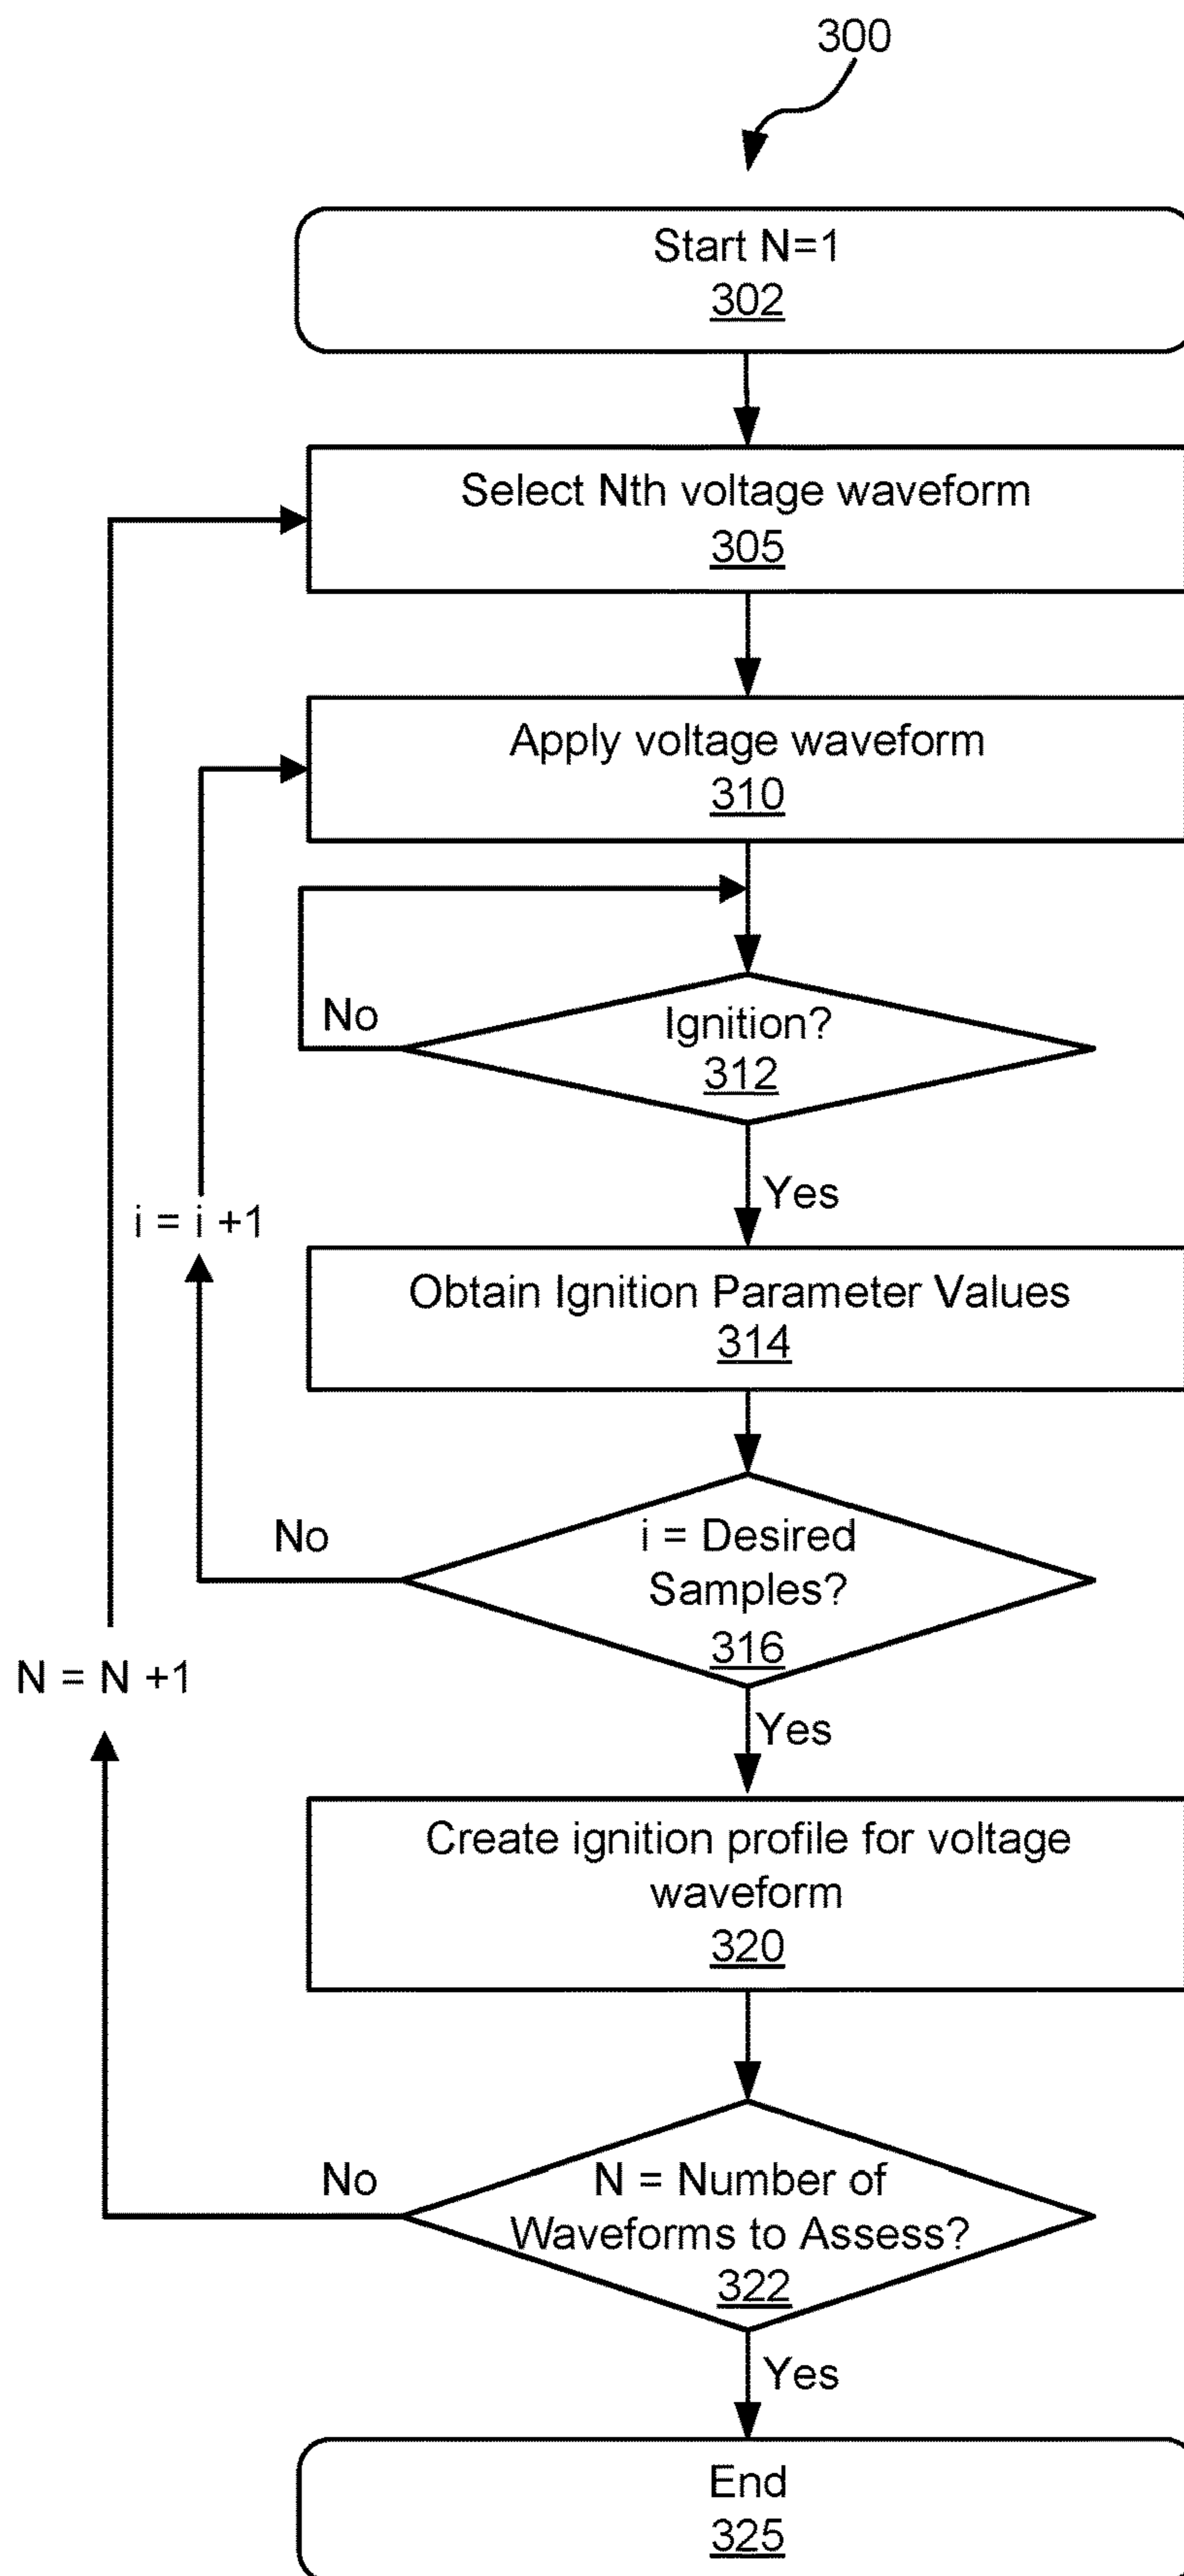 300
Start N=1
302
Select Nth voltage waveform
305
Apply voltage waveform
310
No
Ignition?
312
Yes
i = i +1
Obtain Ignition Parameter Values
314
No
i = Desired
Samples?
316
N = N +1
Yes
Create ignition profile for voltage
waveform
320
No
N = Number of
Waveforms to Assess?
322
Yes
End
325